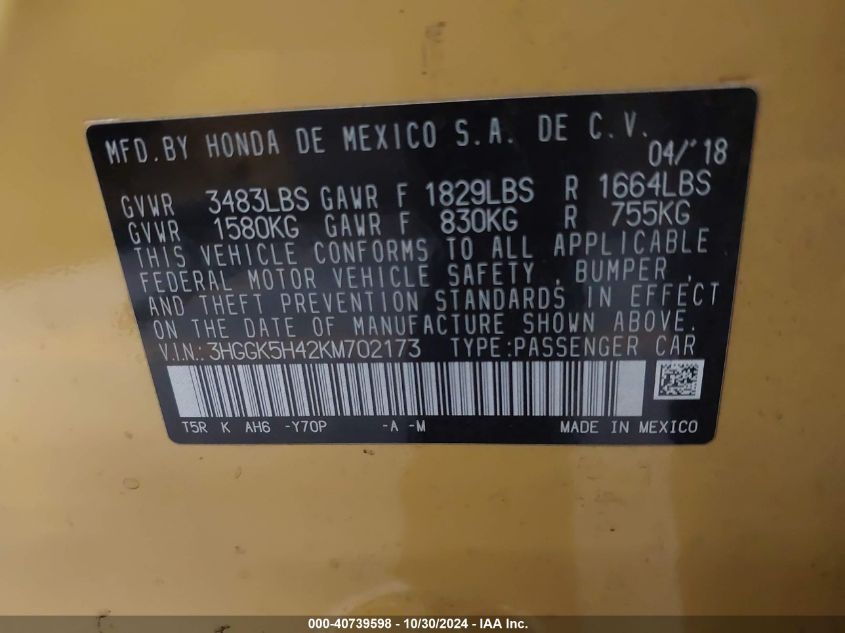 MFD.BY HONDA DE MEXICO S.A. DE C.V.
04/'18
GVWR 3483LBS GAWR F 1829LBS R 1664LBS
GVWR 1580KG GAWR F 830KG R 755KG
THIS VEHICLE CONFORMS TO ALL APPLICABLE
FEDERAL MOTOR VEHICLE SAFETY , BUMPER ,
AND THEFT PREVENTION STANDARDS IN EFFECT
ON THE DATE OF MANUFACTURE SHOWN ABOVE.
V.I.N.: 3HGGK5H42KM702173 TYPE:PASSENGER CAR
T5R K AH6 -Y70P -A -M MADE IN MEXICO
000-40739598 - 10/30/2024 - IAA Inc.